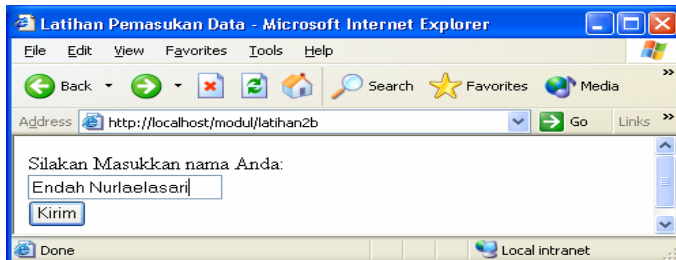 Latihan Pemasukan Data - Microsoft Internet Explorer
File Edit View Favorites Tools Help
Back Search Favorites Media »
Address http://localhost/modul/latihan2b Go Links »
Silakan Masukkan nama Anda:
Endah Nurlaelasari
Kirim
Done Local intranet